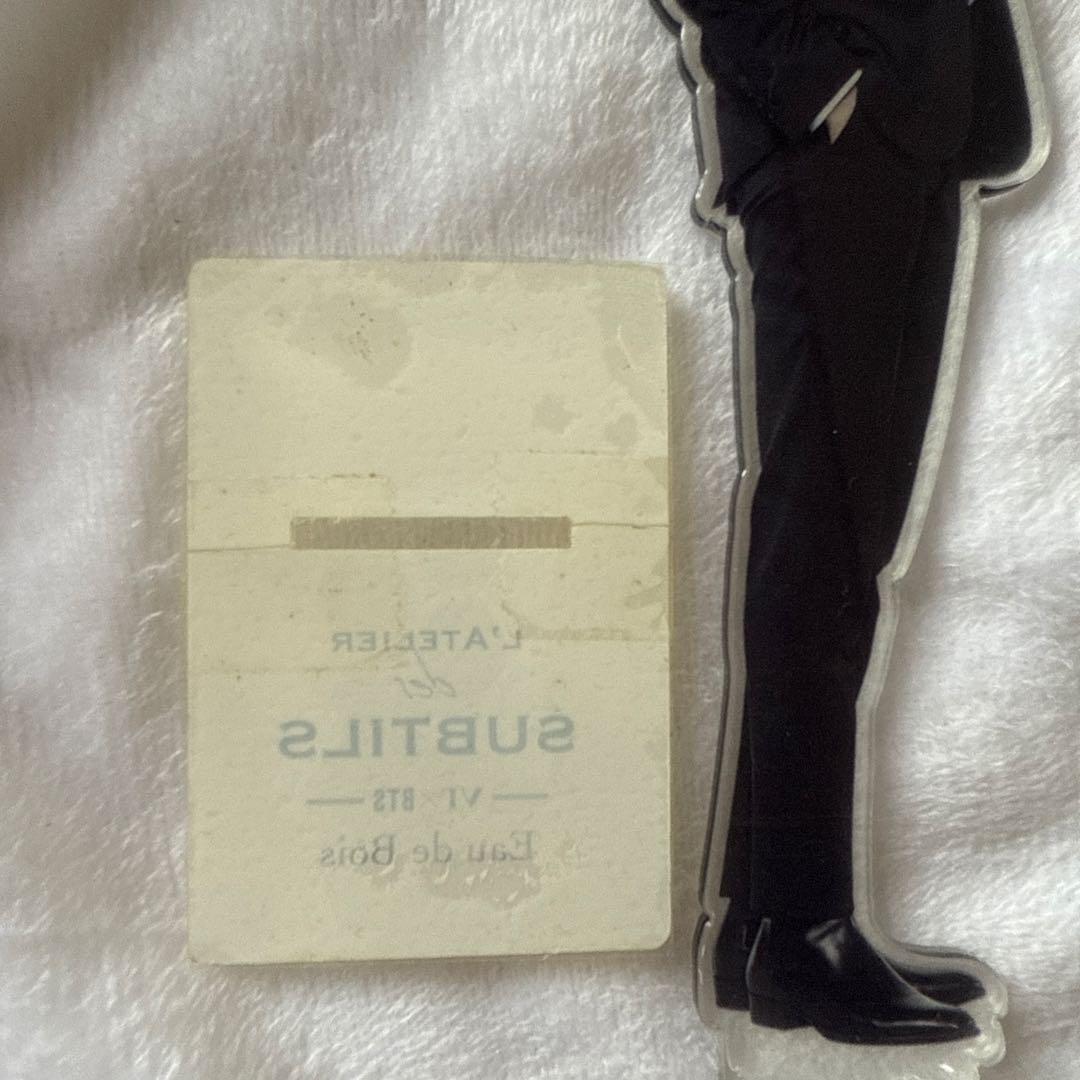 L'ATELIER
des
SUBTILS
VT × BTS
Eau de Bois